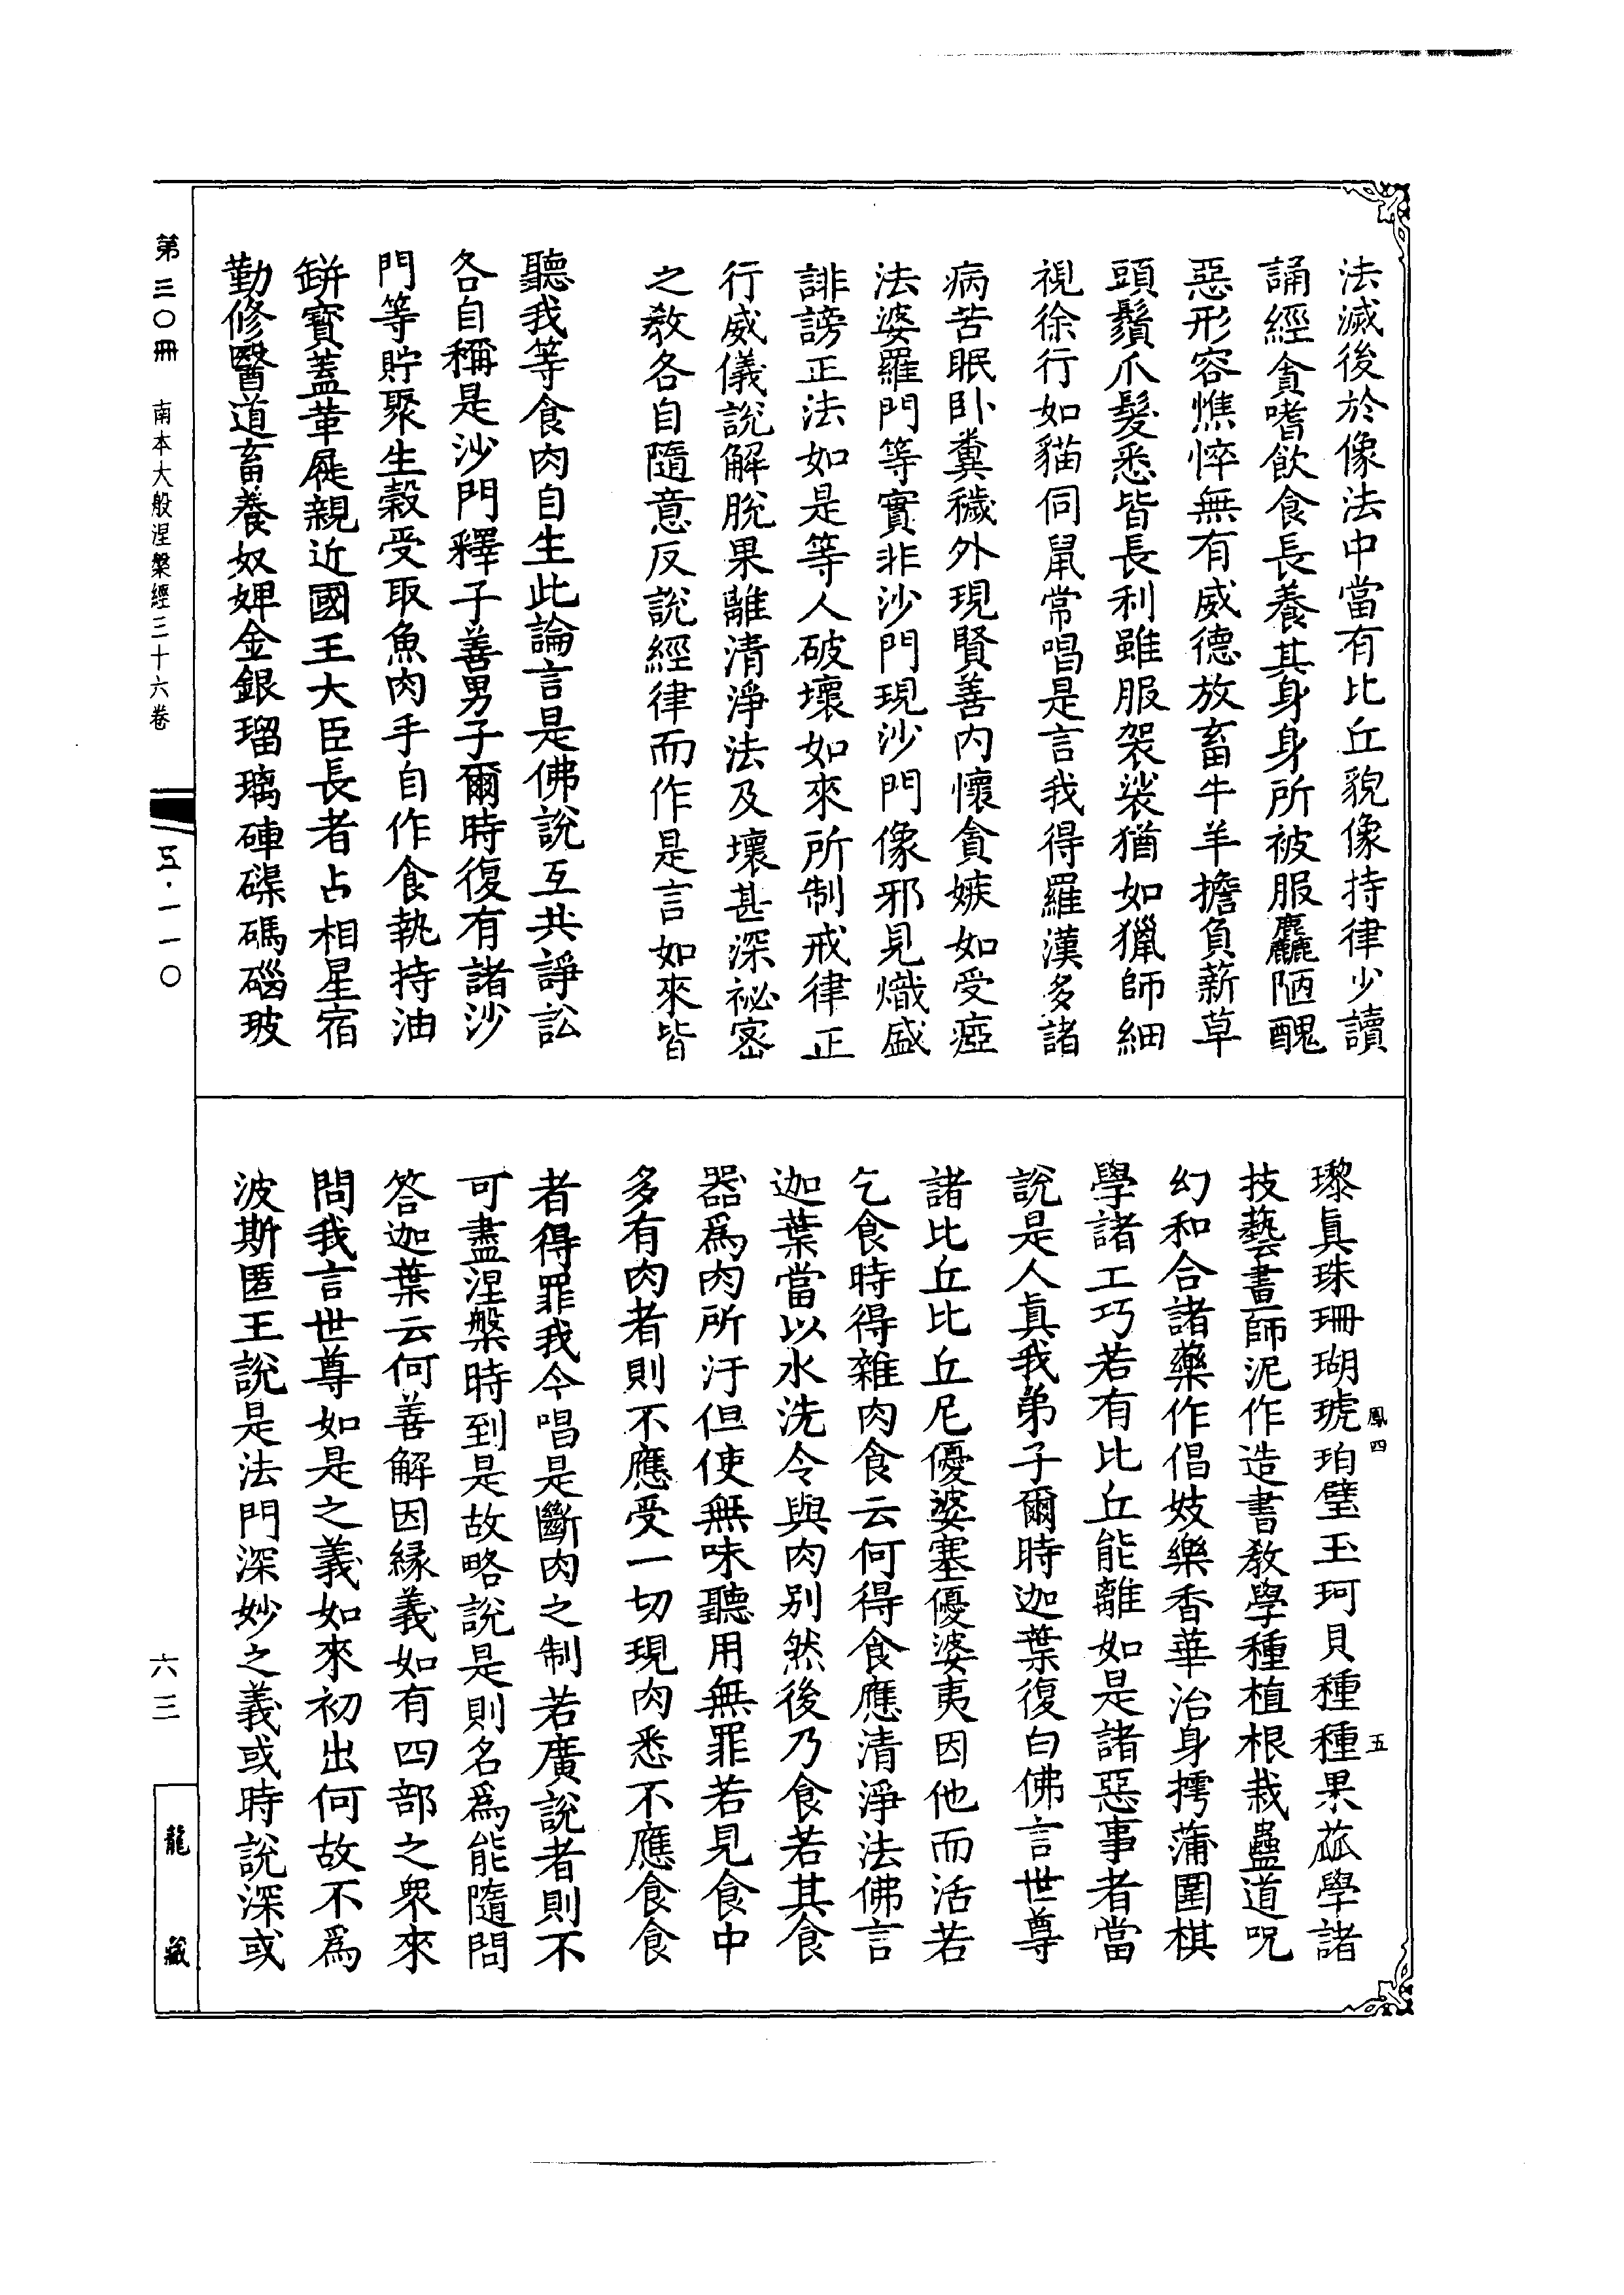 法滅後於像法中當有比丘貌像持律少讀
誦經貪嗜飲食長養其身身所被服麤陋醜
惡形容憔悴無有威德放畜牛羊擔負薪草
頭鬚爪髮悉皆長利雖服袈裟猶如獵師細
視徐行如貓伺鼠常唱是言我得羅漢多諸
病苦眠卧糞穢外現賢善內懷貪嫉如受瘂
法婆羅門等實非沙門現沙門像邪見熾盛
誹謗正法如是等人破壞如來所制戒律正
行威儀說解脫果離清淨法及壞甚深祕密
之教各自隨意反說經律而作是言如來皆
聽我等食肉自生此論言是佛說互共諍訟
各自稱是沙門釋子善男子爾時復有諸沙
門等貯聚生穀受取魚肉手自作食執持油
缾寶蓋革屣親近國王大臣長者占相星宿
勤修醫道畜養奴婢金銀瑠璃硨磲碼碯玻
瓈眞珠珊瑚琥珀璧玉珂貝種種果蓏學諸
技藝畫師泥作造書教學種植根栽蠱道呪
幻和合諸藥作倡妓樂香華治身摴蒲圍棋
學諸工巧若有比丘能離如是諸惡事者當
說是人眞我弟子爾時迦葉復白佛言世尊
諸比丘比丘尼優婆塞優婆夷因他而活若
乞食時得雜肉食云何得食應清淨法佛言
迦葉當以水洗令與肉别然後乃食若其食
器爲肉所汙但使無味聽用無罪若見食中
多有肉者則不應受一切現肉悉不應食食
者得罪我今唱是斷肉之制若廣說者則不
可盡涅槃時到是故略說是則名爲能隨問
答迦葉云何善解因緣義如有四部之衆來
問我言世尊如是之義如來初出何故不爲
波斯匿王說是法門深妙之義或時說深或
鳳四
五
第三〇冊 南本大般涅槃經三十六卷
五·一一〇
六三
龍藏